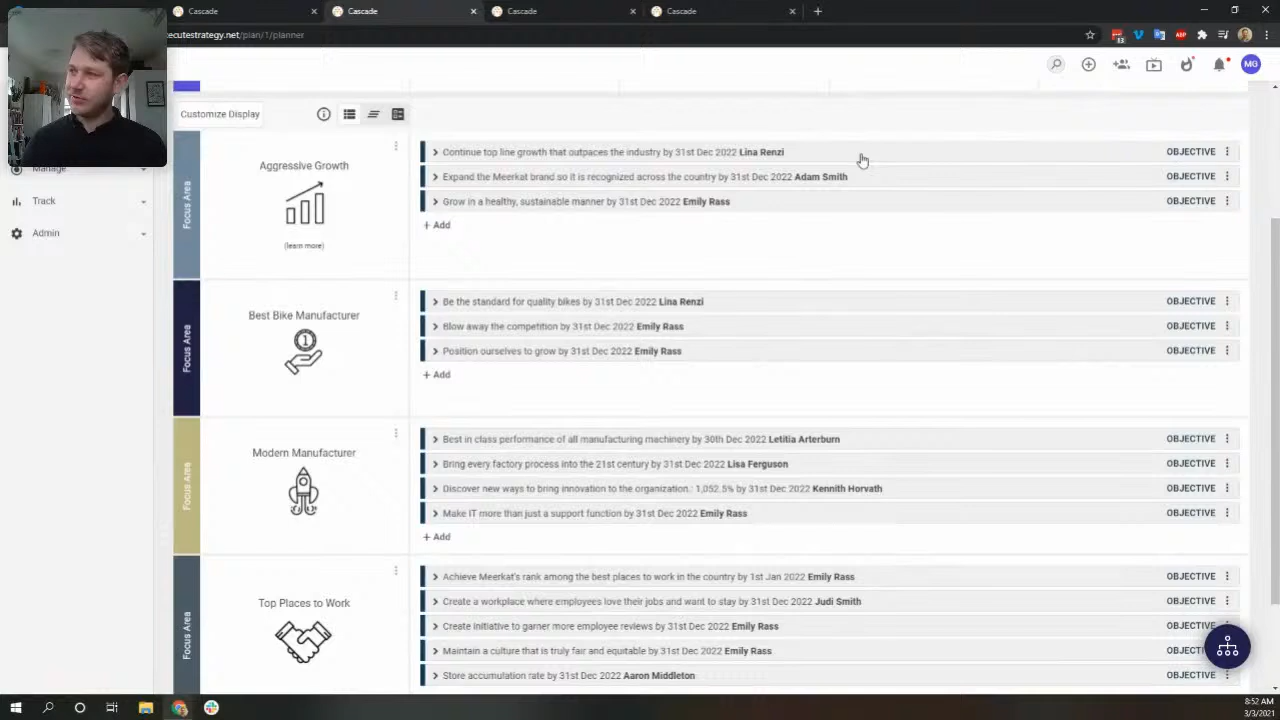 Cascade
Cascade
Cascade
Cascade
ecutestrategy.net/plan/1/planner
MG
Customize Display
Manage
Track
Admin
Focus Area
Aggressive Growth
(learn more)
Continue top line growth that outpaces the industry by 31st Dec 2022 Lina Renzi OBJECTIVE
Expand the Meerkat brand so it is recognized across the country by 31st Dec 2022 Adam Smith OBJECTIVE
Grow in a healthy, sustainable manner by 31st Dec 2022 Emily Rass OBJECTIVE
+ Add
Focus Area
Best Bike Manufacturer
1
Be the standard for quality bikes by 31st Dec 2022 Lina Renzi OBJECTIVE
Blow away the competition by 31st Dec 2022 Emily Rass OBJECTIVE
Position ourselves to grow by 31st Dec 2022 Emily Rass OBJECTIVE
+ Add
Focus Area
Modern Manufacturer
Best in class performance of all manufacturing machinery by 30th Dec 2022 Letitia Arterburn OBJECTIVE
Bring every factory process into the 21st century by 31st Dec 2022 Lisa Ferguson OBJECTIVE
Discover new ways to bring innovation to the organization.: 1,052.5% by 31st Dec 2022 Kennith Horvath OBJECTIVE
Make IT more than just a support function by 31st Dec 2022 Emily Rass OBJECTIVE
+ Add
Focus Area
Top Places to Work
Achieve Meerkat's rank among the best places to work in the country by 1st Jan 2022 Emily Rass OBJECTIVE
Create a workplace where employees love their jobs and want to stay by 31st Dec 2022 Judi Smith OBJECTIVE
Create Initiative to garner more employee reviews by 31st Dec 2022 Emily Rass OBJECTIVE
Maintain a culture that is truly fair and equitable by 31st Dec 2022 Emily Rass OBJECTI
Store accumulation rate by 31st Dec 2022 Aaron Middleton OBJECTIVE
8:52 AM
3/3/2021